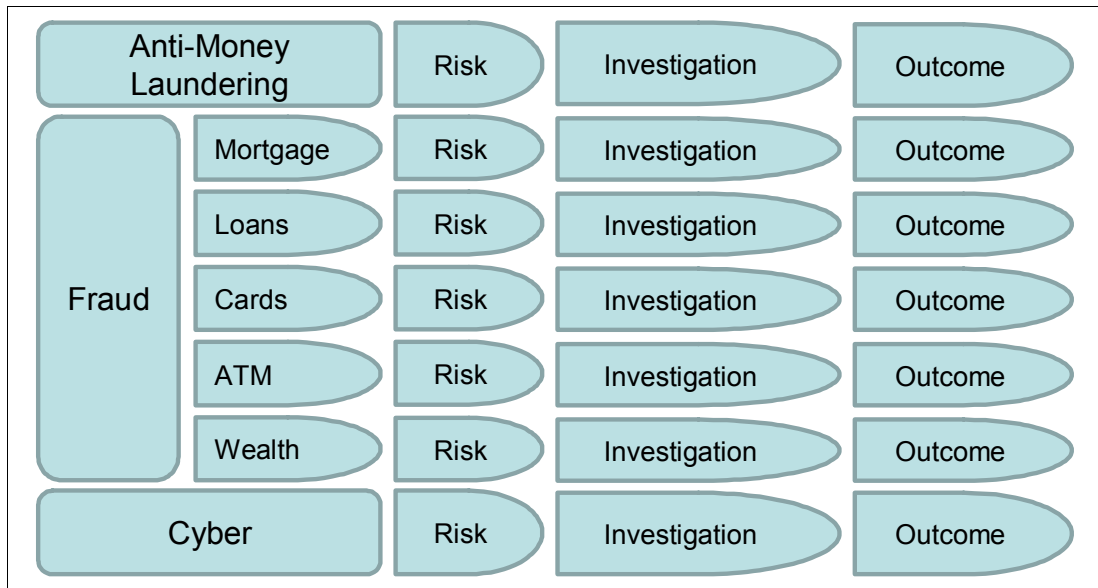 Anti-Money
Laundering
Risk
Investigation
Outcome
Fraud
Mortgage
Risk
Investigation
Outcome
Loans
Risk
Investigation
Outcome
Cards
Risk
Investigation
Outcome
ATM
Risk
Investigation
Outcome
Wealth
Risk
Investigation
Outcome
Cyber
Risk
Investigation
Outcome